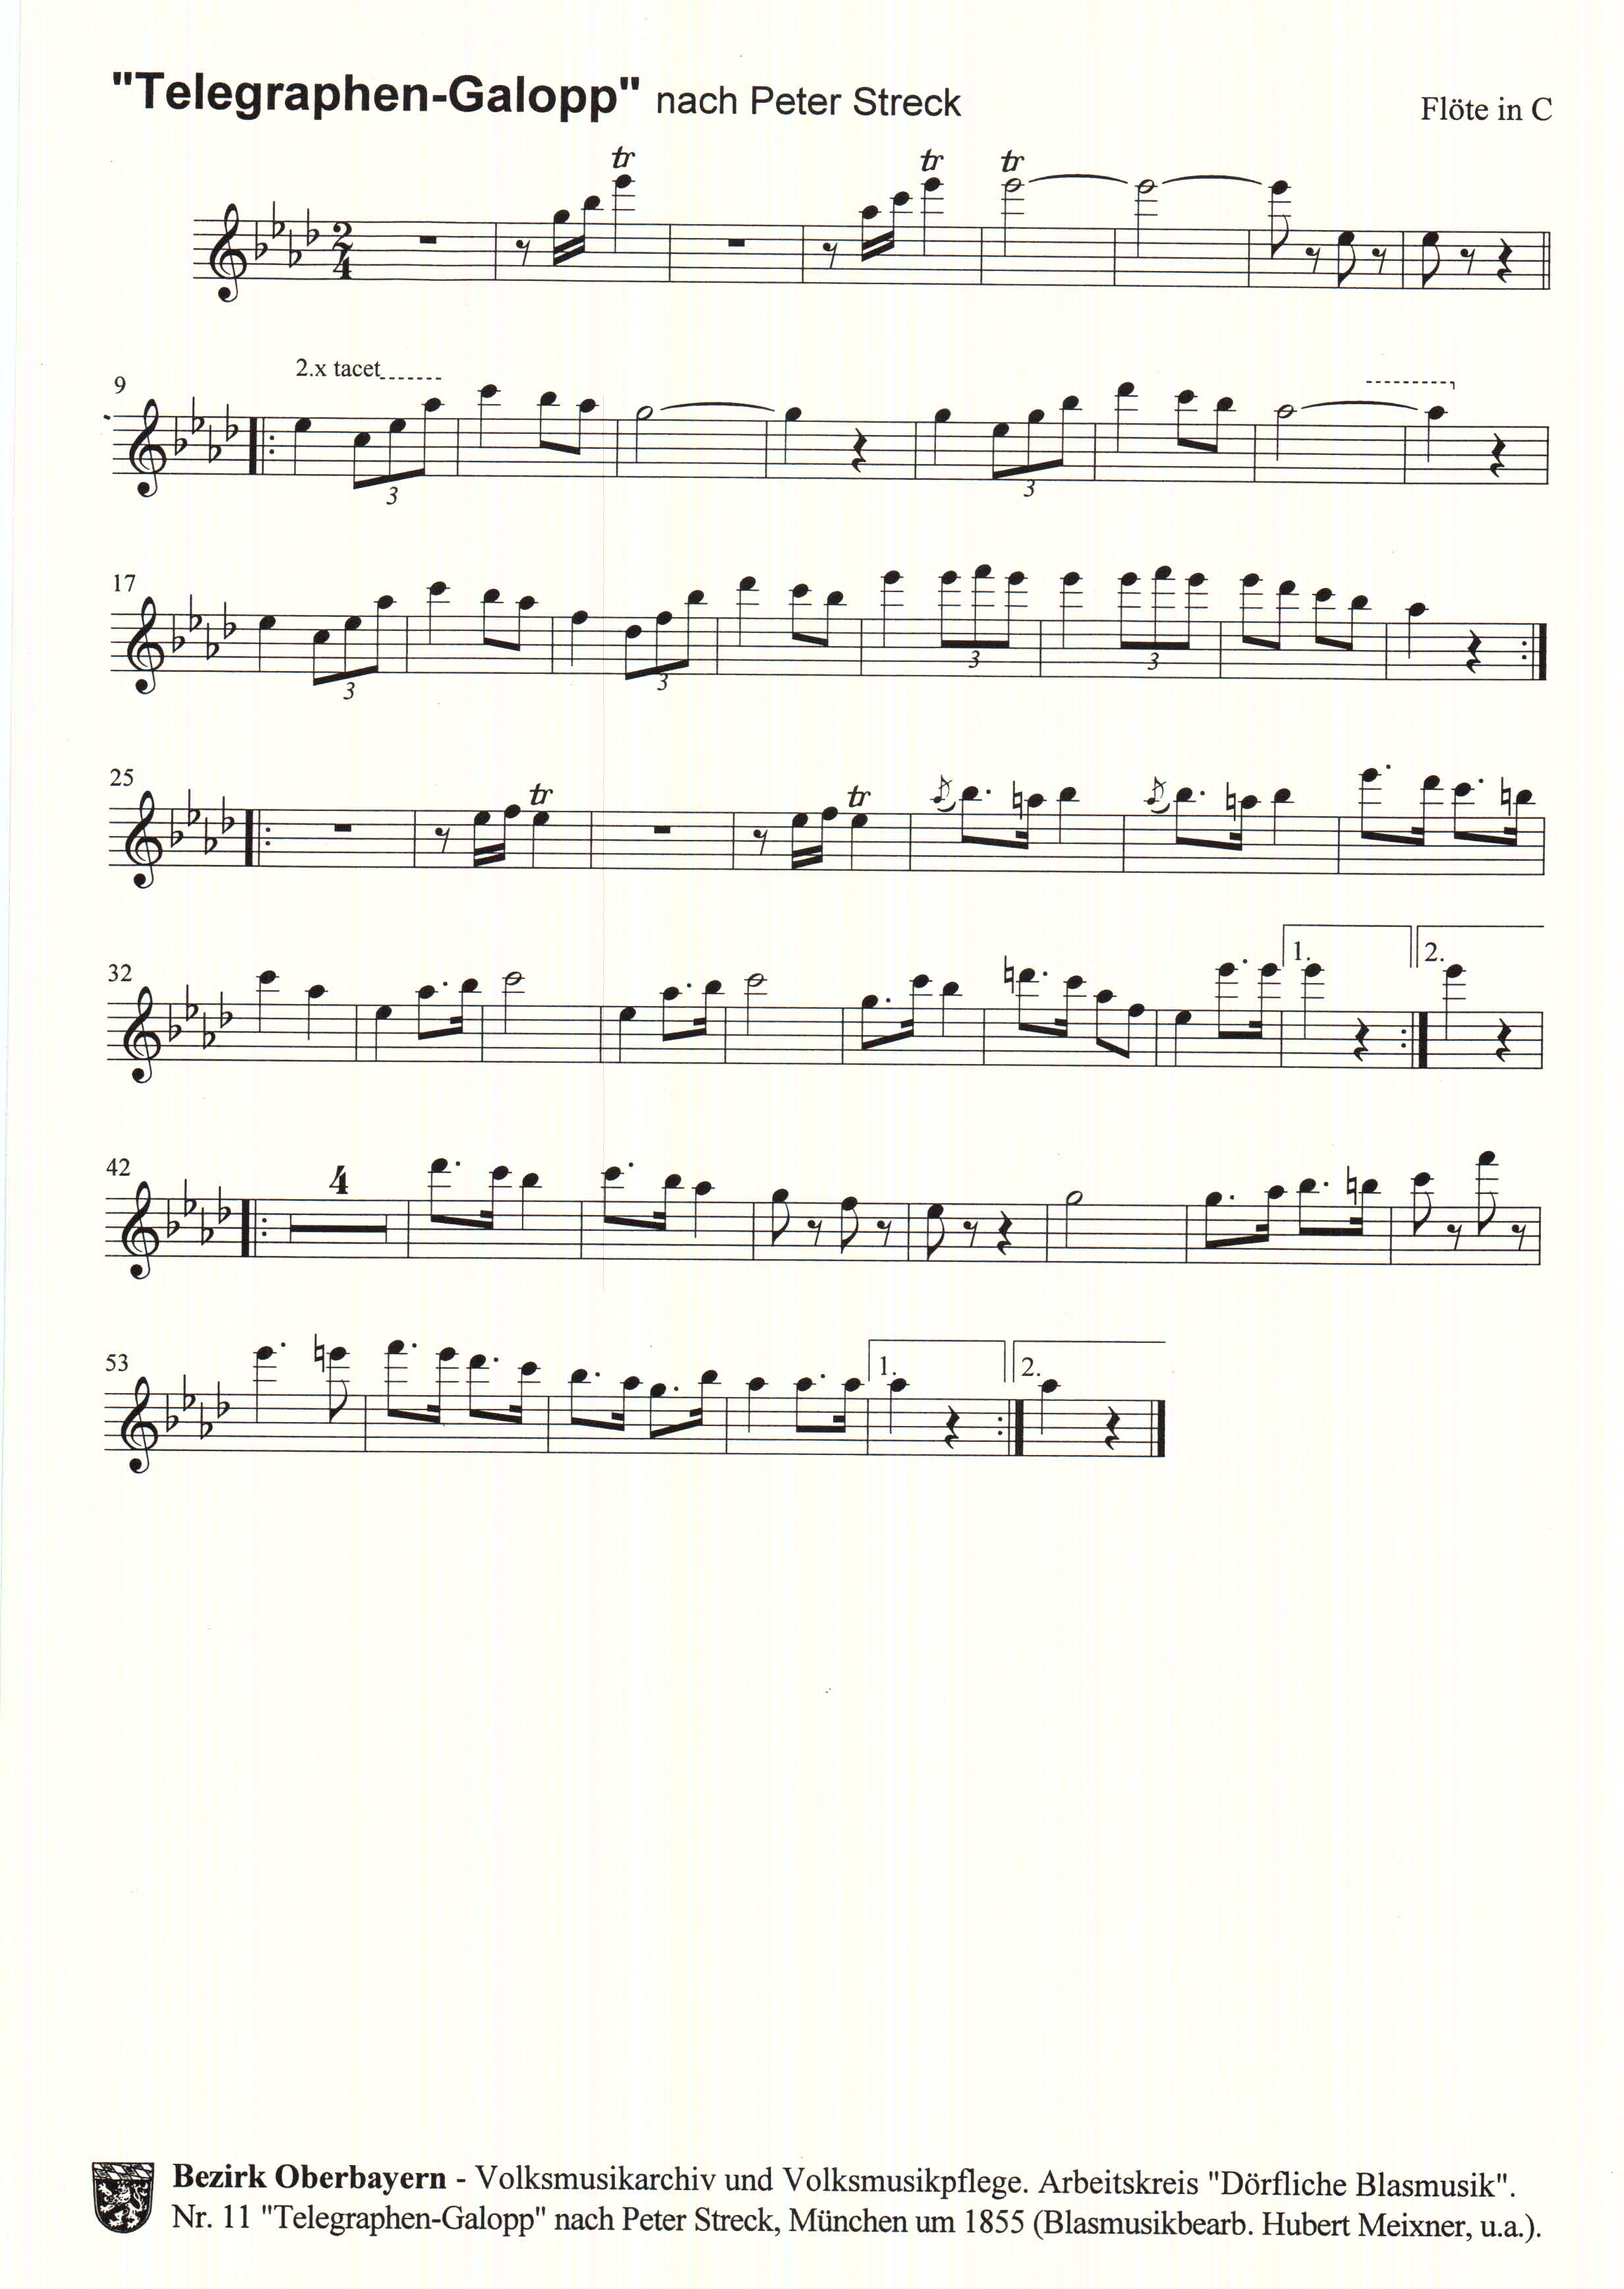 "Telegraphen-Galopp" nach Peter Streck
Flöte in C
tr tr tr
2
4
9
2.x tacet
3 3
17
3 3 3 3
25
tr tr
32
1. 2.
42
4
53
1. 2.
Bezirk Oberbayern - Volksmusikarchiv und Volksmusikpflege. Arbeitskreis "Dörfliche Blasmusik".
Nr. 11 "Telegraphen-Galopp" nach Peter Streck, München um 1855 (Blasmusikbearb. Hubert Meixner, u.a.).